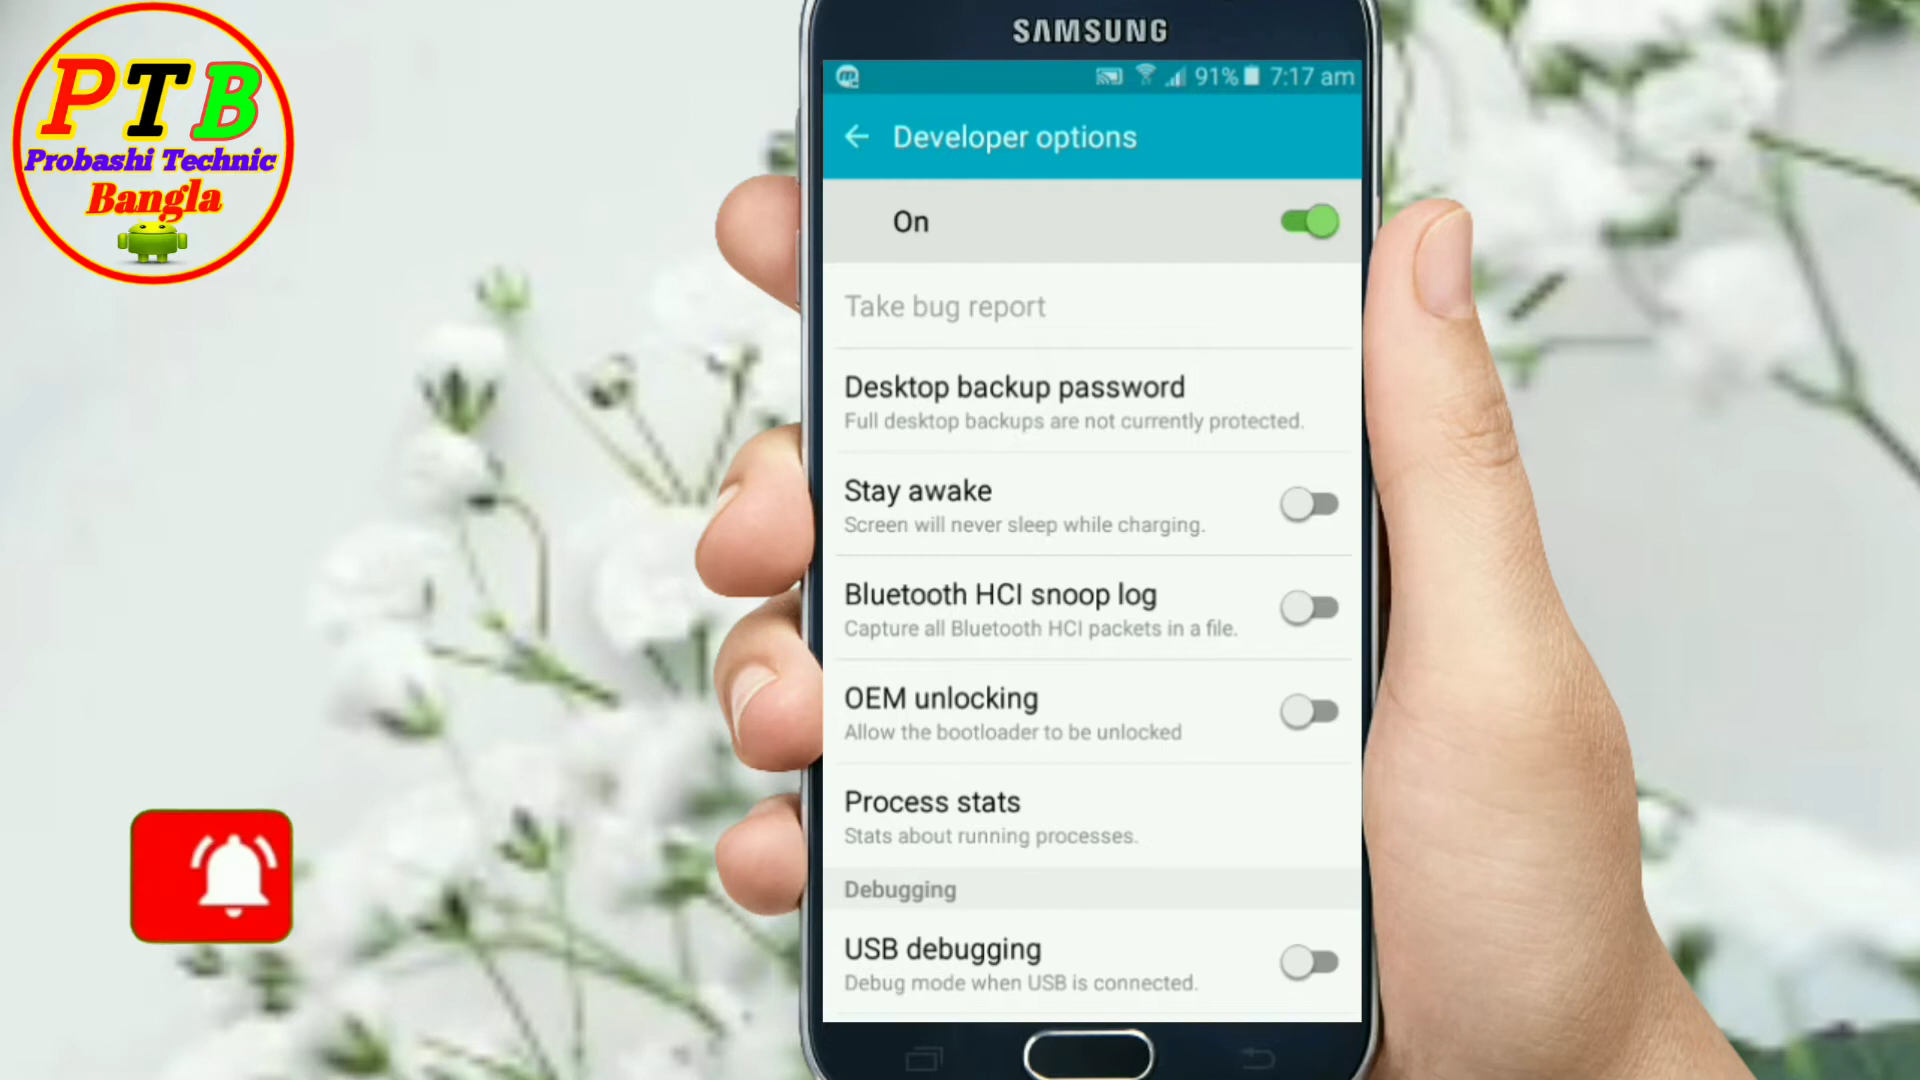 PTB
Probashi Technic
Bangla
SAMSUNG
91% 7:17 am
Developer options
On
Take bug report
Desktop backup password
Full desktop backups are not currently protected.
Stay awake
Screen will never sleep while charging.
Bluetooth HCI snoop log
Capture all Bluetooth HCI packets in a file.
OEM unlocking
Allow the bootloader to be unlocked
Process stats
Stats about running processes.
Debugging
USB debugging
Debug mode when USB is connected.